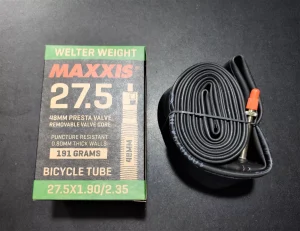 WELTER WEIGHT
MAXXIS
27.5
48MM PRESTA VALVE
REMOVABLE VALVE CORE
PUNCTURE RESISTANT
0.80MM THICK WALLS
191 GRAMS
48MM
BICYCLE TUBE
27.5X1.90/2.35